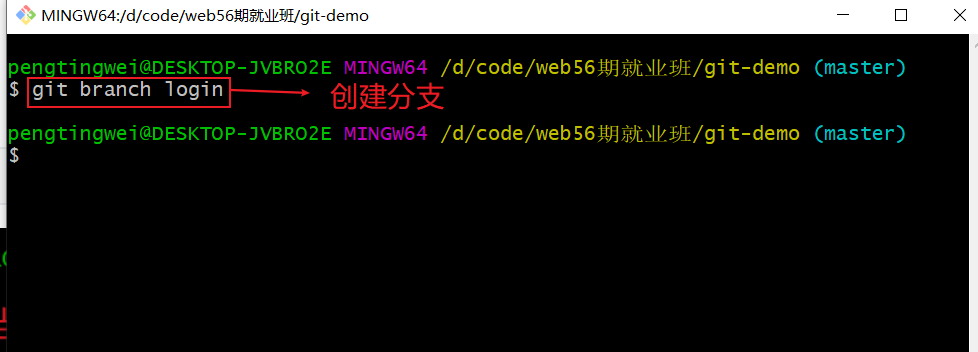 MINGW64:/d/code/web56期就业班/git-demo
pengtingwei@DESKTOP-JVBRO2E MINGW64 /d/code/web56期就业班/git-demo (master)
$ git branch login 创建分支
pengtingwei@DESKTOP-JVBRO2E MINGW64 /d/code/web56期就业班/git-demo (master)
$